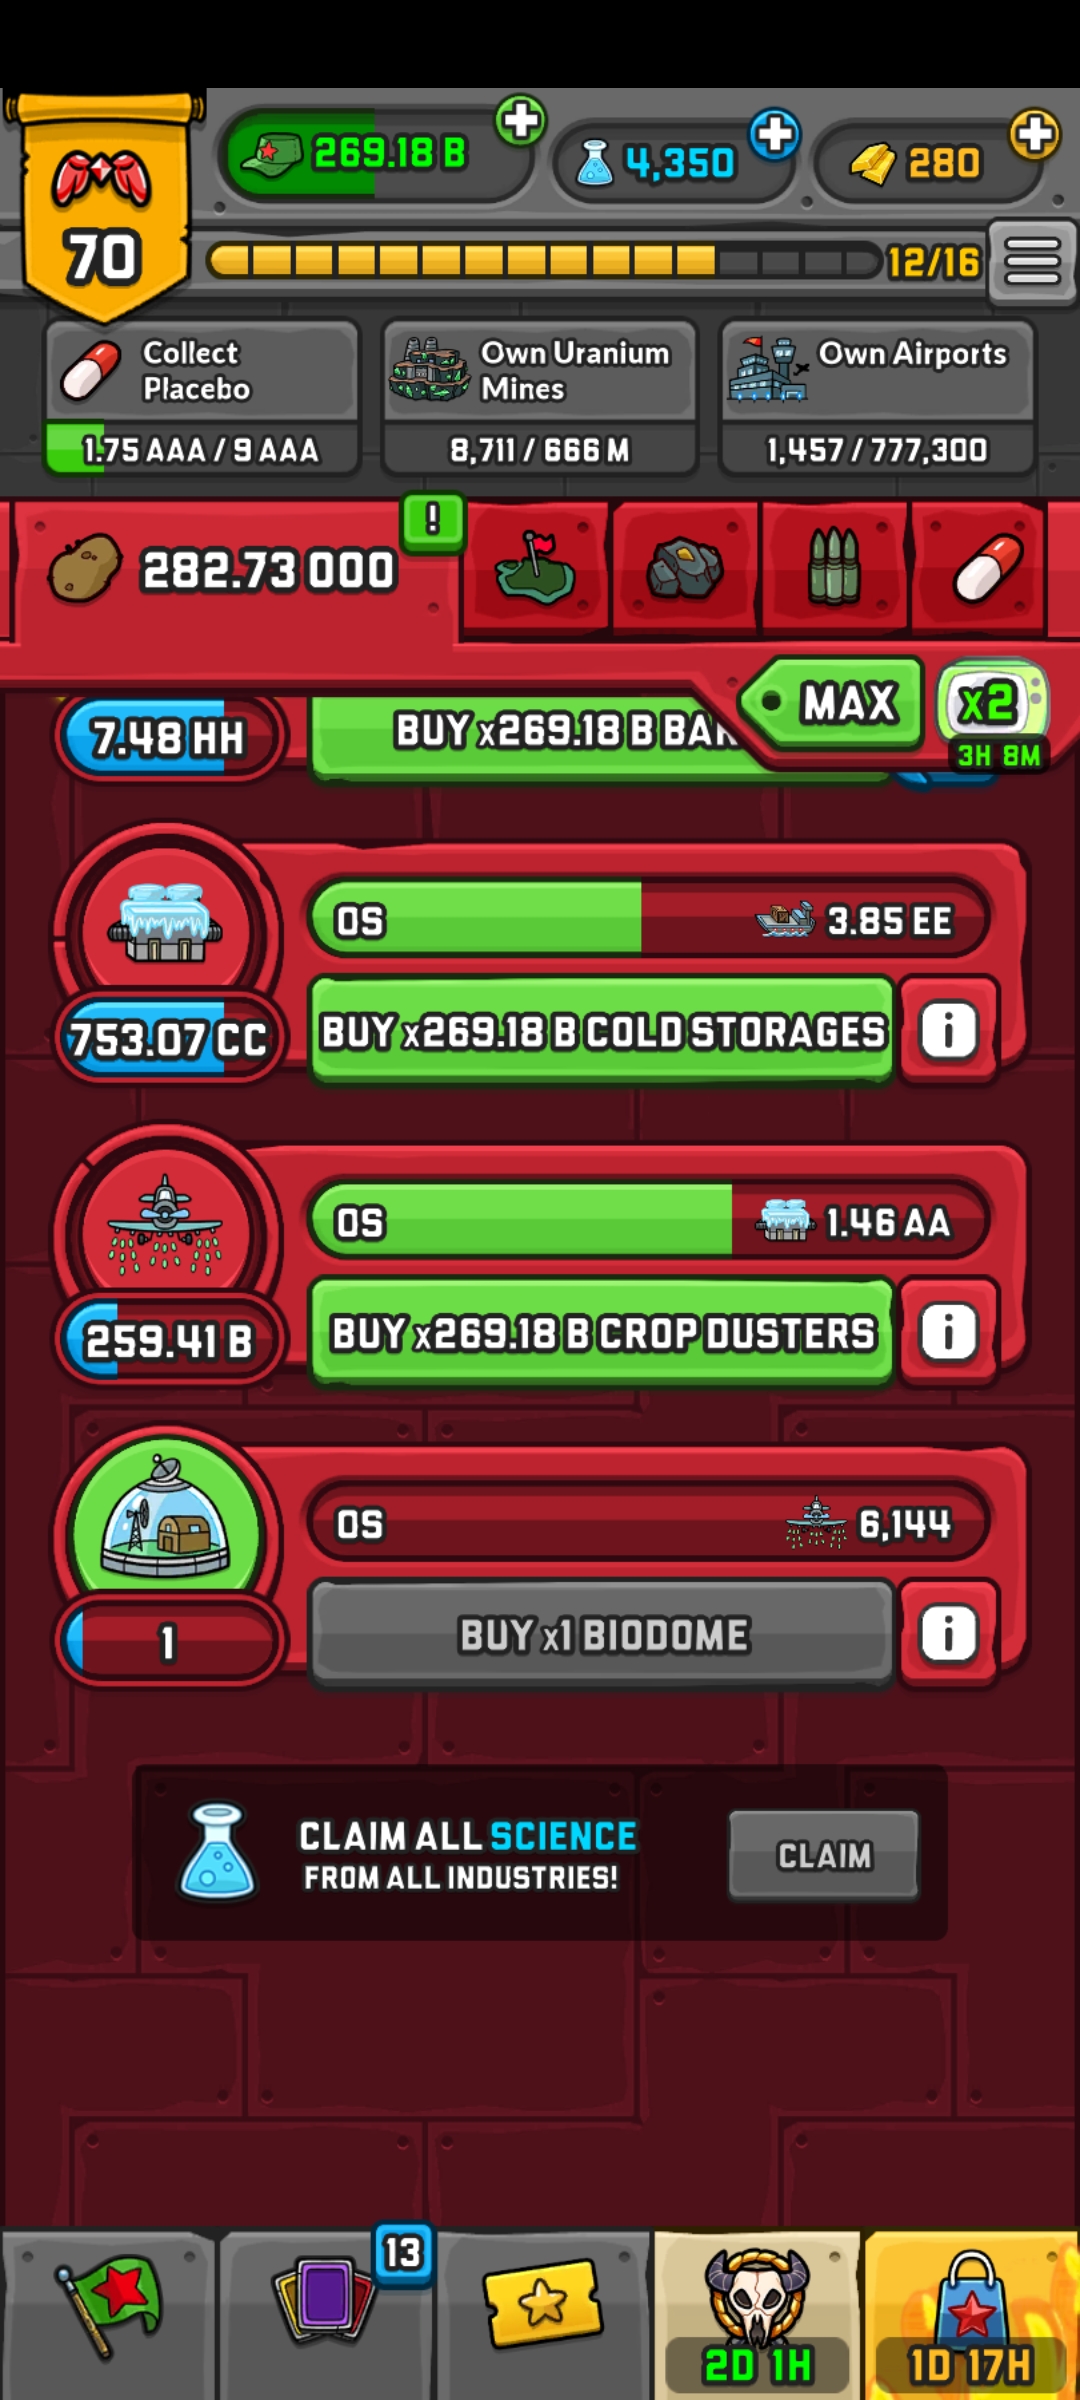 269.18 B
4,350
280
70
12/16
Collect
Placebo
Own Uranium
Mines
Own Airports
1.75 AAA / 9 AAA
8,711 / 666 M
1,457 / 777,300
!
282.73 OOO
MAX
x2
3H 8M
7.48 HH
BUY x269.18 B
0S
3.85 EE
753.07 CC
BUY x269.18 B COLD STORAGES
i
0S
1.46 AA
259.41 B
BUY x269.18 B CROP DUSTERS
i
0S
6,144
1
BUY x1 BIODOME
i
CLAIM ALL SCIENCE
FROM ALL INDUSTRIES!
CLAIM
13
2D 1H
1D 17H